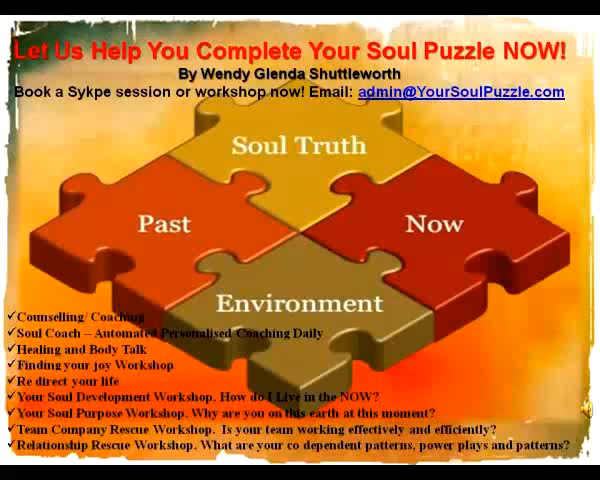 Let Us Help You Complete Your Soul Puzzle NOW!
By Wendy Glenda Shuttleworth
Book a Sykpe session or workshop now! Email: admin@YourSoulPuzzle.com
Soul Truth
Past
Now
Environment
✓Counselling/ Coaching
✓Soul Coach – Automated Personalised Coaching Daily
✓Healing and Body Talk
✓Finding your joy Workshop
✓Re direct your life
✓Your Soul Development Workshop. How do I Live in the NOW?
✓Your Soul Purpose Workshop. Why are you on this earth at this moment?
✓Team Company Rescue Workshop. Is your team working effectively and efficiently?
✓Relationship Rescue Workshop. What are your co dependent patterns, power plays and patterns?